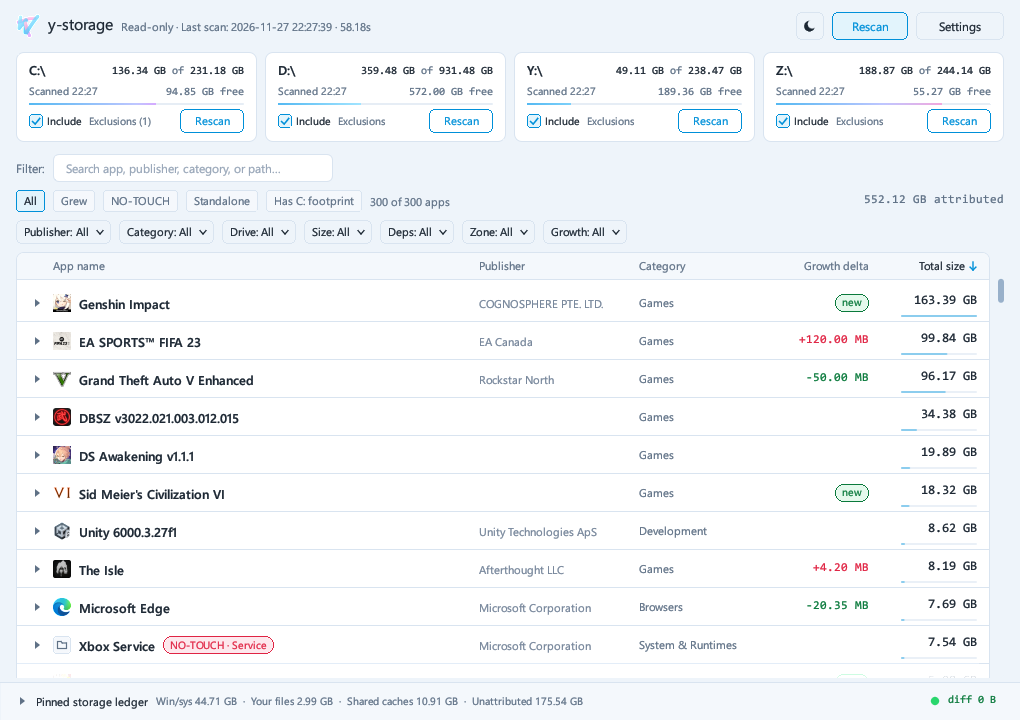 y-storage Read-only · Last scan: 2026-11-27 22:27:39 · 58.18s Rescan Settings
C:\ 136.34 GB of 231.18 GB
Scanned 22:27 94.85 GB free
Include Exclusions (1) Rescan
D:\ 359.48 GB of 931.48 GB
Scanned 22:27 572.00 GB free
Include Exclusions Rescan
Y:\ 49.11 GB of 238.47 GB
Scanned 22:27 189.36 GB free
Include Exclusions Rescan
Z:\ 188.87 GB of 244.14 GB
Scanned 22:27 55.27 GB free
Include Exclusions Rescan
Filter: Search app, publisher, category, or path...
All Grew NO-TOUCH Standalone Has C: footprint 300 of 300 apps 552.12 GB attributed
Publisher: All Category: All Drive: All Size: All Deps: All Zone: All Growth: All
App name Publisher Category Growth delta Total size ↓
Genshin Impact COGNOSPHERE PTE. LTD. Games new 163.39 GB
EA SPORTS™ FIFA 23 EA Canada Games +120.00 MB 99.84 GB
Grand Theft Auto V Enhanced Rockstar North Games -50.00 MB 96.17 GB
DBSZ v3022.021.003.012.015 Games 34.38 GB
DS Awakening v1.1.1 Games 19.89 GB
VI Sid Meier's Civilization VI Games new 18.32 GB
Unity 6000.3.27f1 Unity Technologies ApS Development 8.62 GB
The Isle Afterthought LLC Games +4.20 MB 8.19 GB
Microsoft Edge Microsoft Corporation Browsers -20.35 MB 7.69 GB
Xbox Service NO-TOUCH · Service Microsoft Corporation System & Runtimes 7.54 GB
Pinned storage ledger Win/sys 44.71 GB · Your files 2.99 GB · Shared caches 10.91 GB · Unattributed 175.54 GB diff 0 B